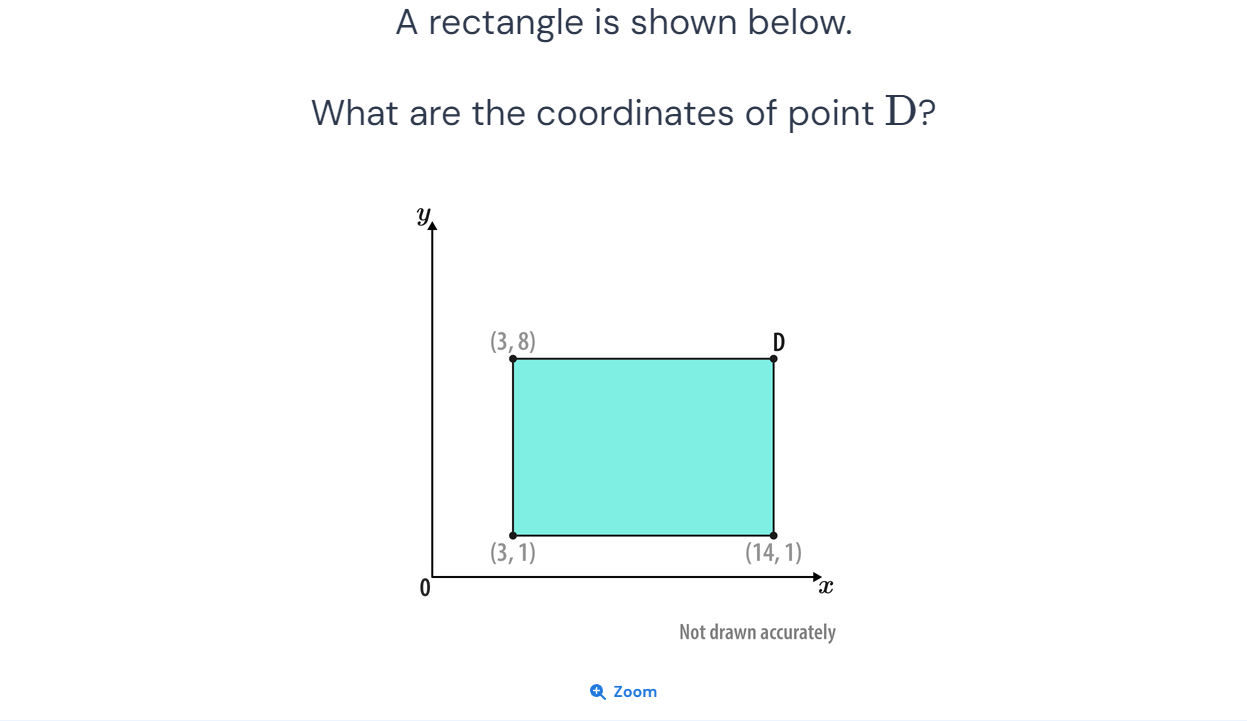 A rectangle is shown below.
What are the coordinates of point D?
y
(3, 8)
D
(3, 1)
(14, 1)
0
x
Not drawn accurately
Zoom